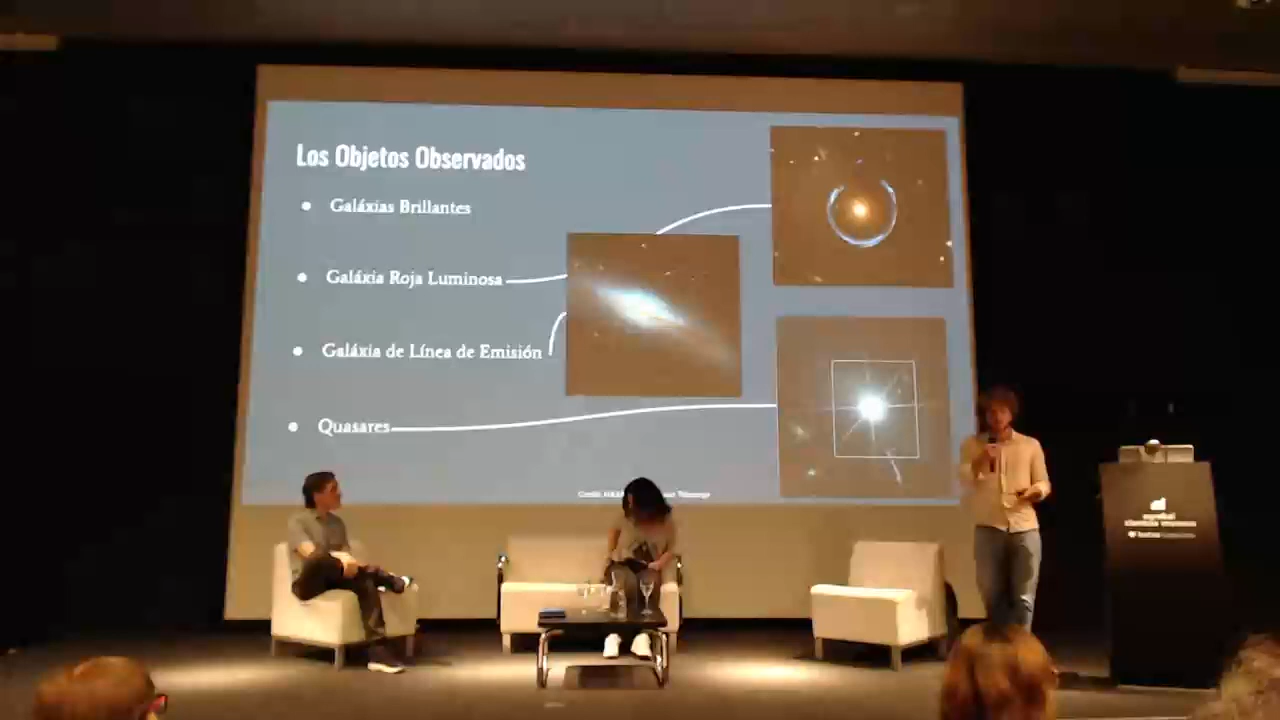 Los Objetos Observados
Galáxias Brillantes
Galáxia Roja Luminosa
Galáxia de Línea de Emisión
Quasares